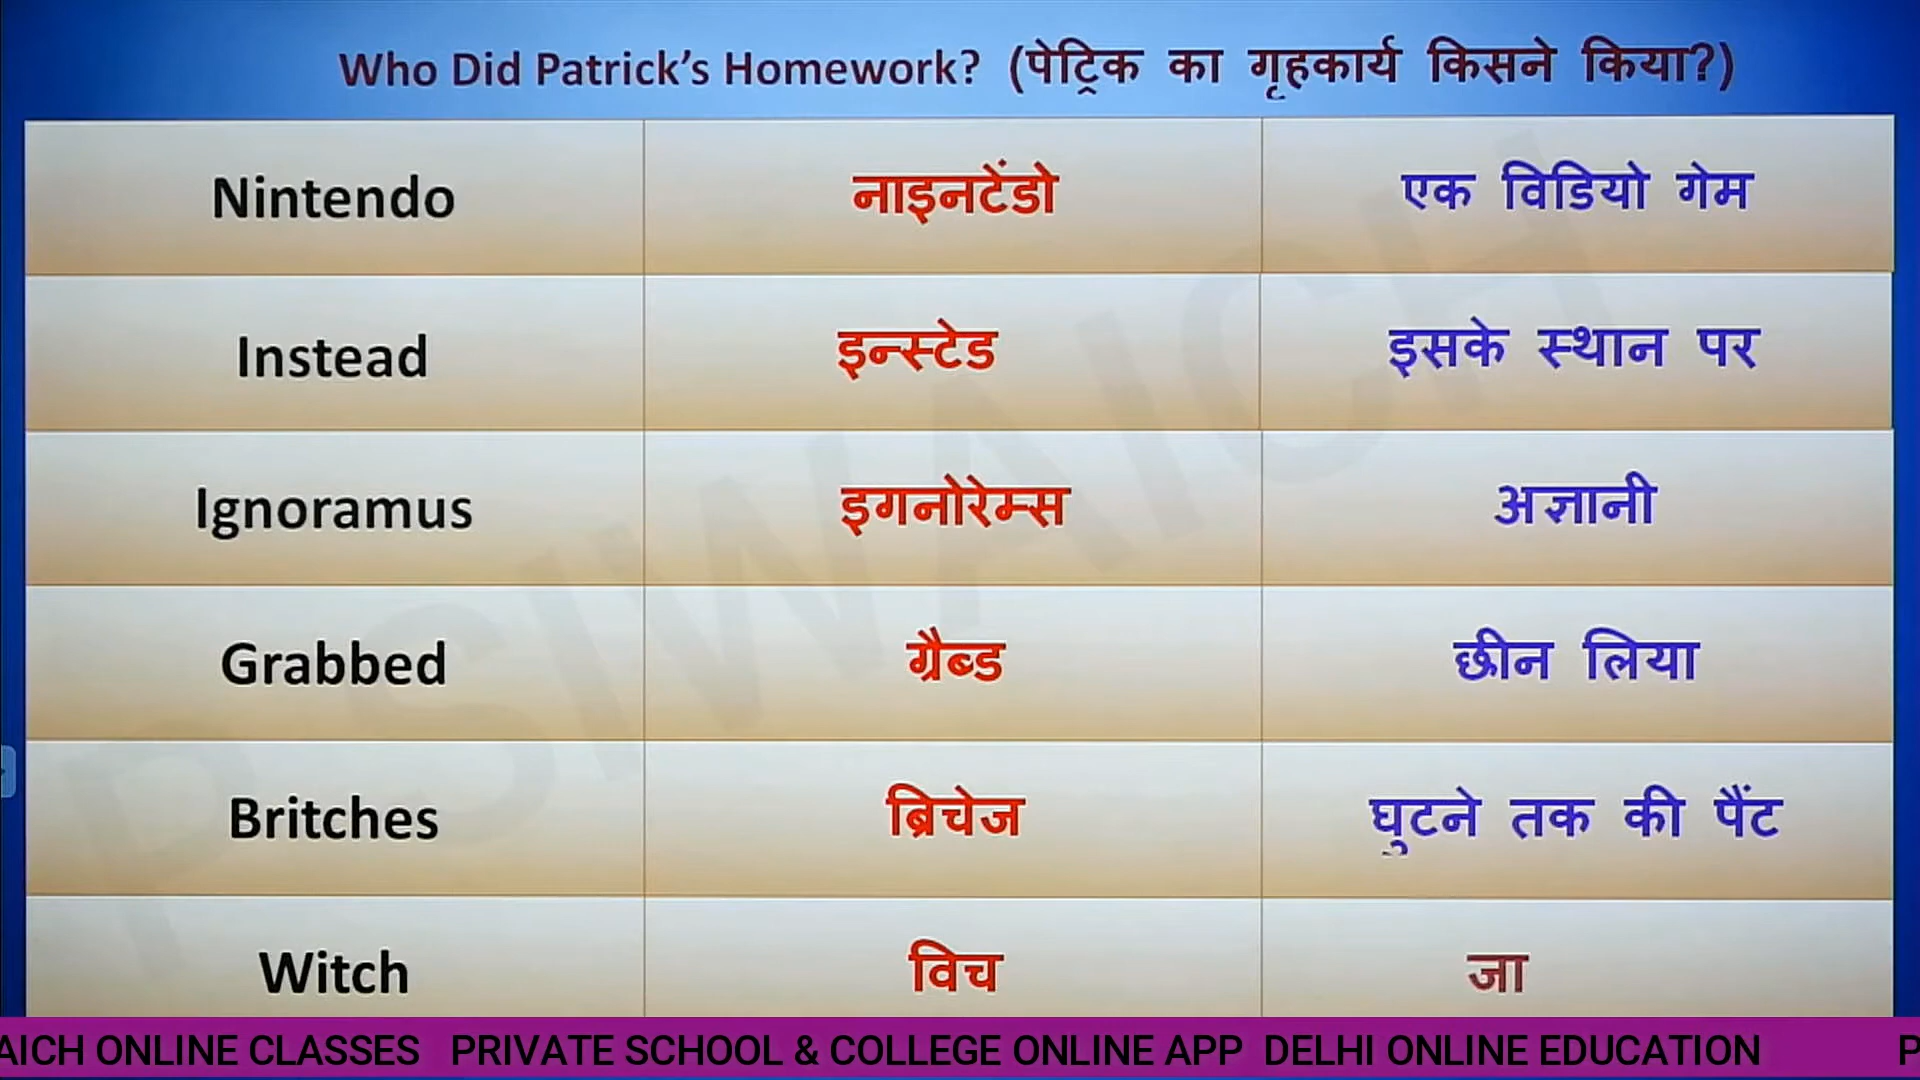 Who Did Patrick's Homework? (पेट्रिक का गृहकार्य किसने किया?)
Nintendo नाइनटेंडो एक विडियो गेम
Instead इन्स्टेड इसके स्थान पर
Ignoramus इगनोरेम्स अज्ञानी
Grabbed ग्रैब्ड छीन लिया
Britches ब्रिचेज घुटने तक की पैंट
Witch विच जा
P SIWAICH
AICH ONLINE CLASSES PRIVATE SCHOOL & COLLEGE ONLINE APP DELHI ONLINE EDUCATION P